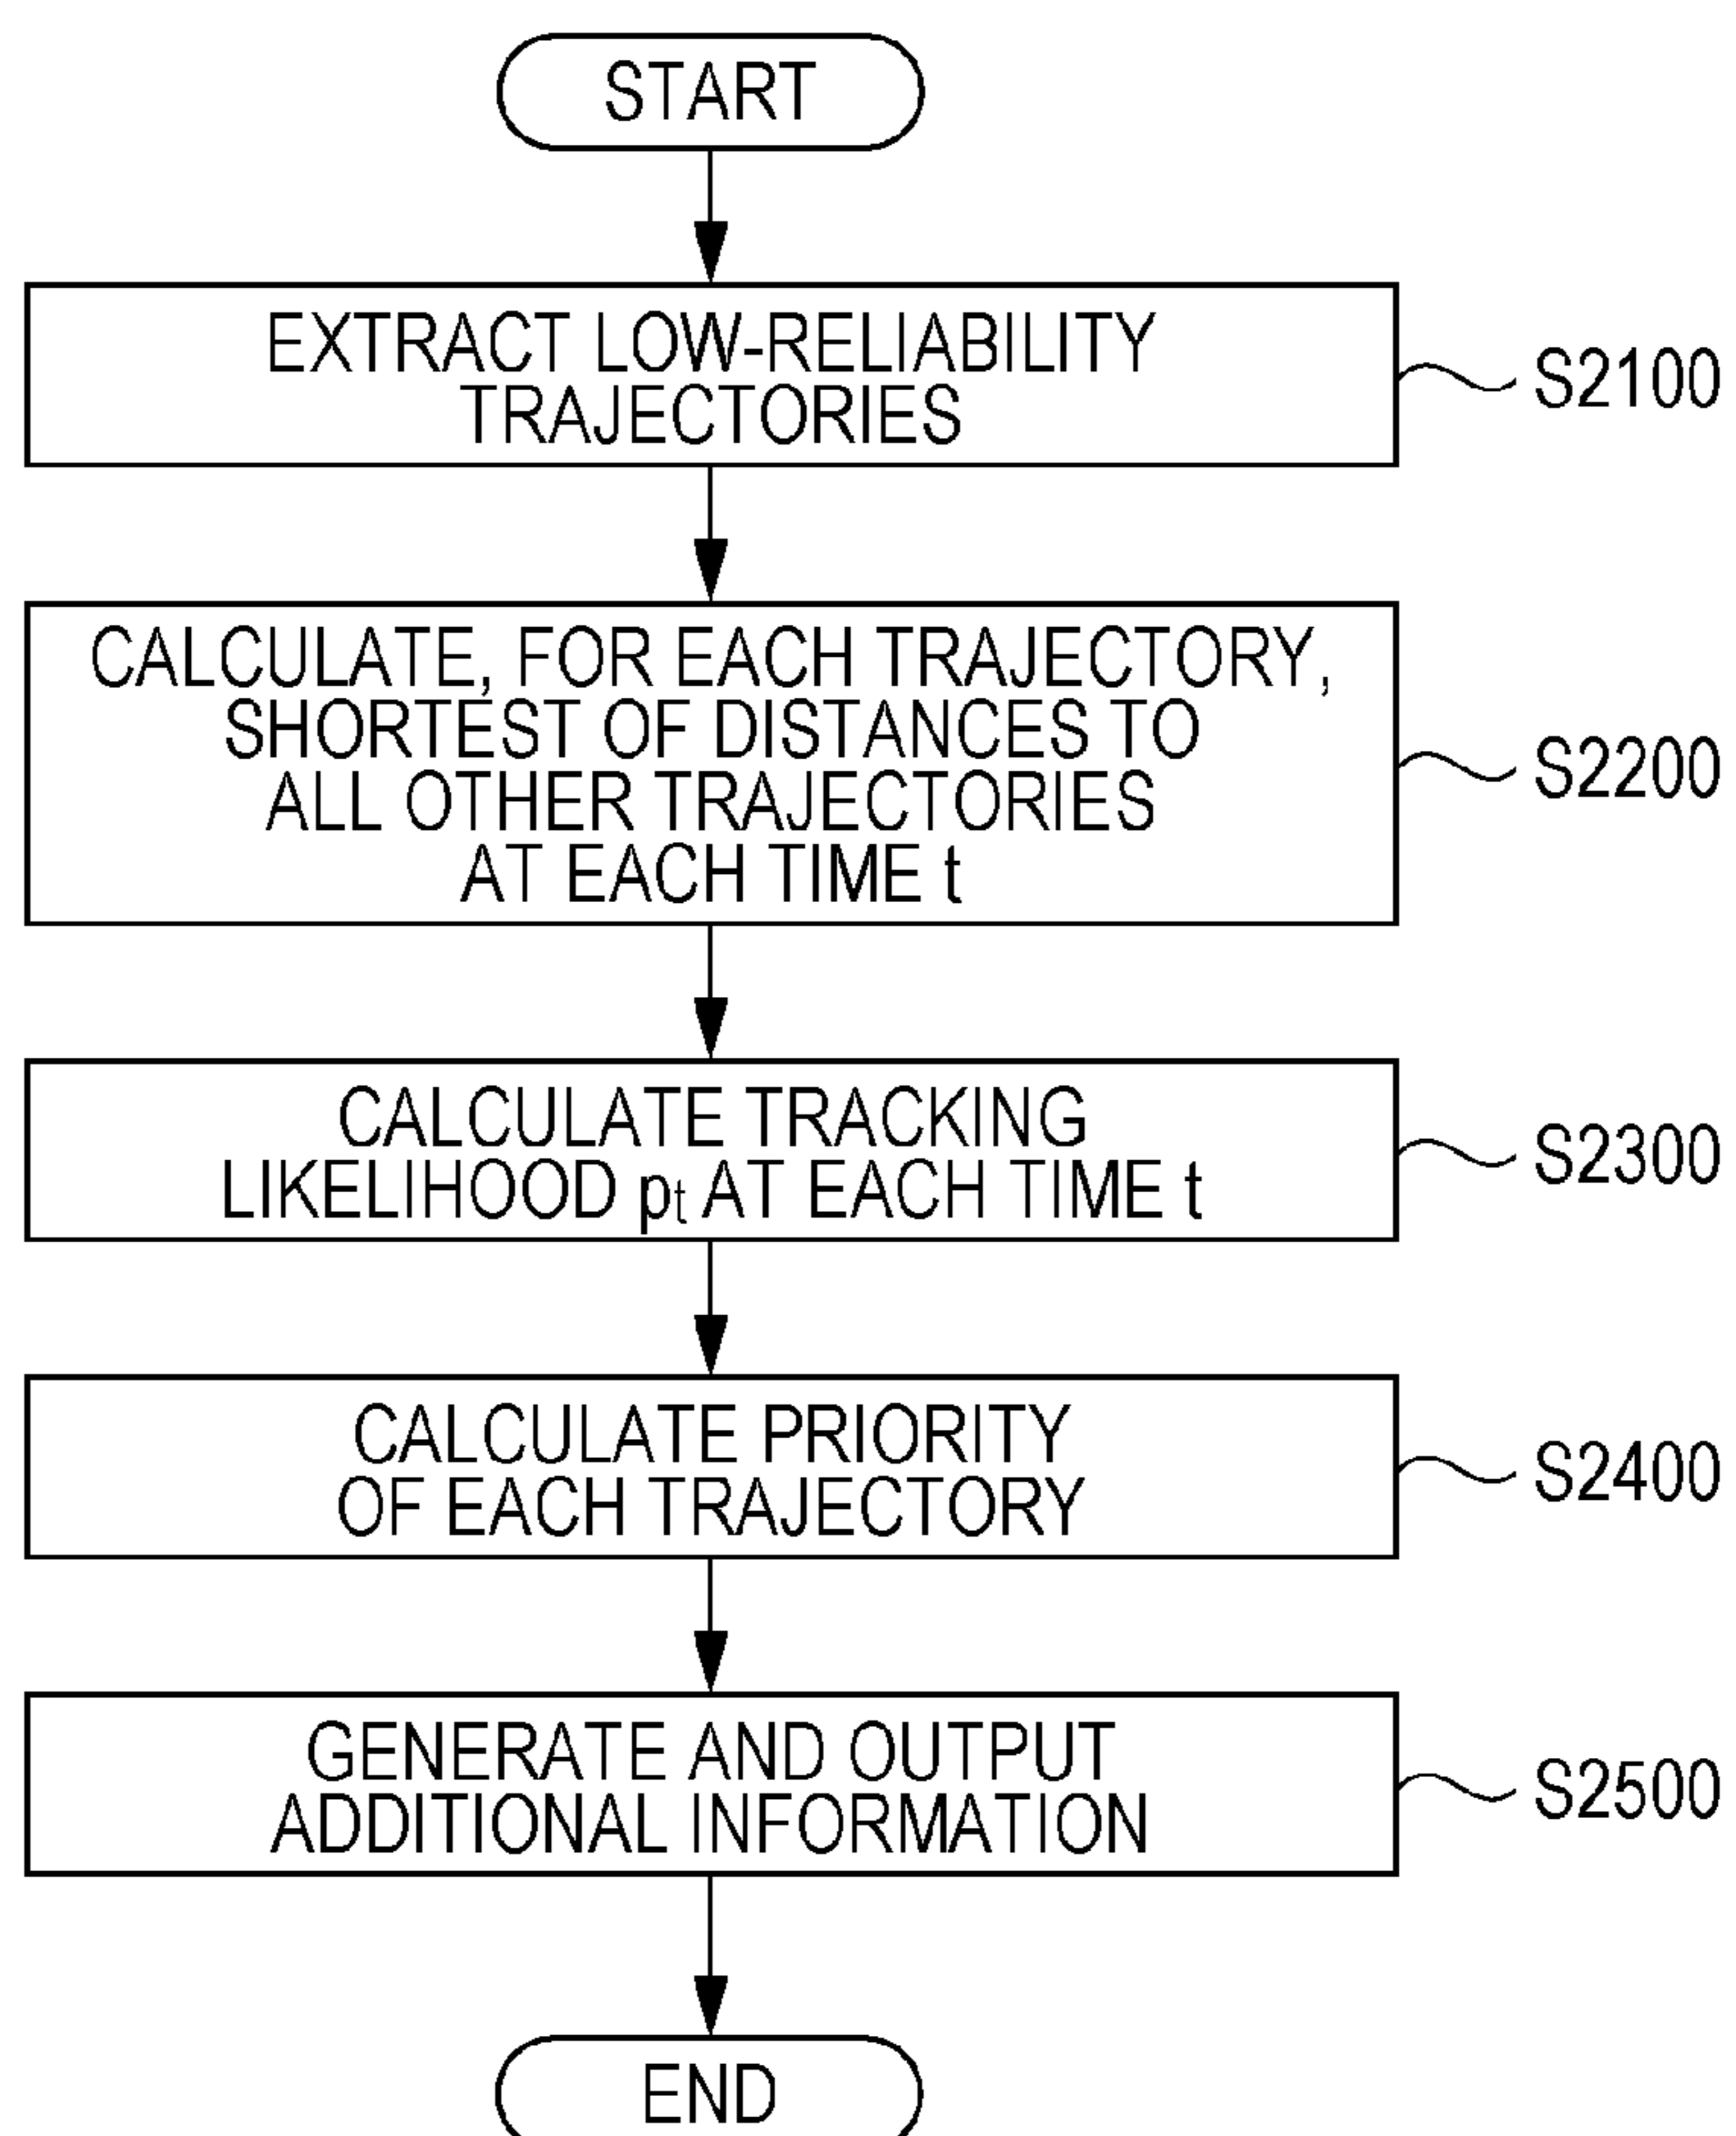 START
EXTRACT LOW-RELIABILITY
TRAJECTORIES
S2100
CALCULATE, FOR EACH TRAJECTORY,
SHORTEST OF DISTANCES TO
ALL OTHER TRAJECTORIES
AT EACH TIME t
S2200
CALCULATE TRACKING
LIKELIHOOD pt AT EACH TIME t
S2300
CALCULATE PRIORITY
OF EACH TRAJECTORY
S2400
GENERATE AND OUTPUT
ADDITIONAL INFORMATION
S2500
END